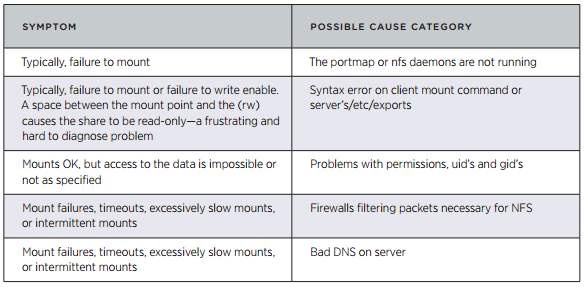 SYMPTOM POSSIBLE CAUSE CATEGORY
Typically, failure to mount The portmap or nfs daemons are not running
Typically, failure to mount or failure to write enable. Syntax error on client mount command or
A space between the mount point and the (rw) server's/etc/exports
causes the share to be read-only—a frustrating and
hard to diagnose problem
Mounts OK, but access to the data is impossible or Problems with permissions, uid's and gid's
not as specified
Mount failures, timeouts, excessively slow mounts, Firewalls filtering packets necessary for NFS
or intermittent mounts
Mount failures, timeouts, excessively slow mounts, Bad DNS on server
or intermittent mounts